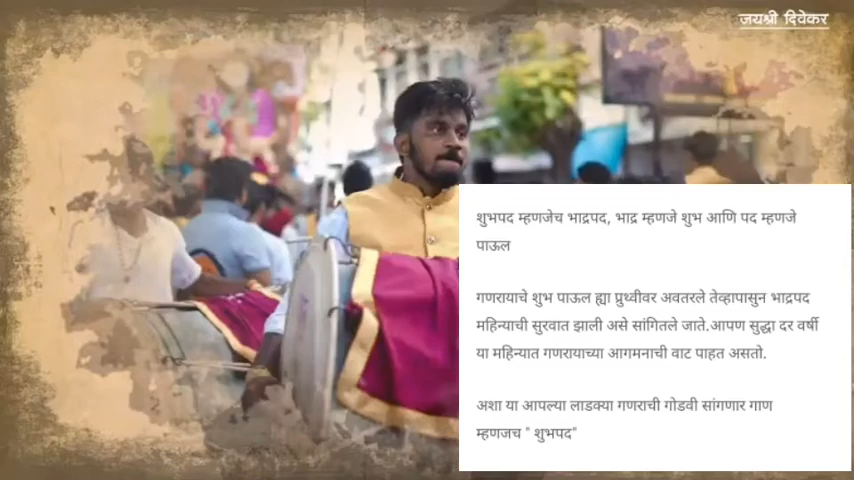 जयश्री दिवेकर
शुभपद म्हणजेच भाद्रपद, भाद्र म्हणजे शुभ आणि पद म्हणजे
पाऊल
गणरायाचे शुभ पाऊल ह्या प्रुथ्वीवर अवतरले तेव्हापासुन भाद्रपद
महिन्याची सुरवात झाली असे सांगितले जाते.आपण सुद्धा दर वर्षी
या महिन्यात गणरायाच्या आगमनाची वाट पाहत असतो.
अशा या आपल्या लाडक्या गणराची गोडवी सांगणार गाण
म्हणजच " शुभपद"